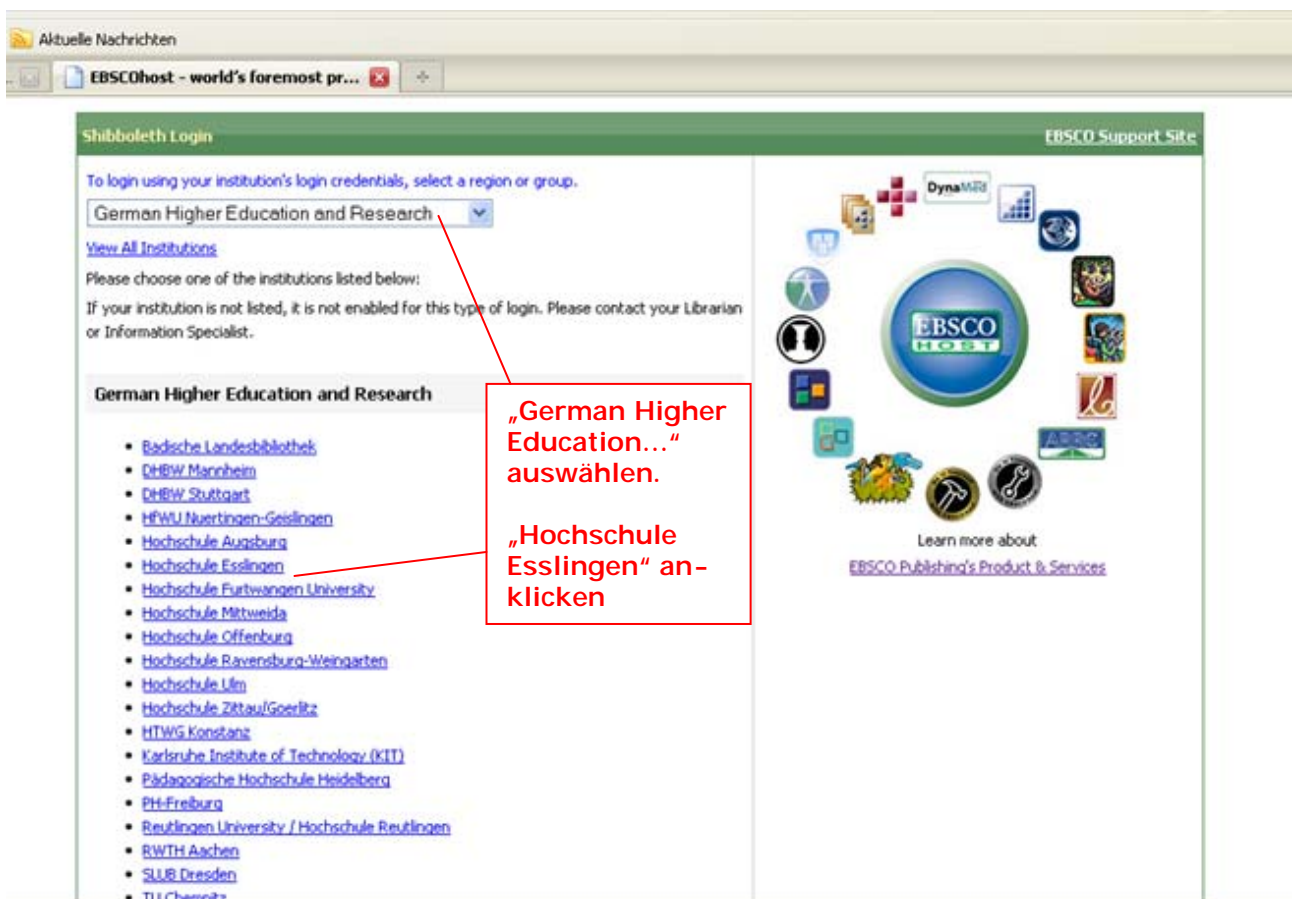 Aktuelle Nachrichten
EBSCOhost - world's foremost pr...
Shibboleth Login
EBSCO Support Site
To login using your institution's login credentials, select a region or group.
German Higher Education and Research
View All Institutions
Please choose one of the institutions listed below:
If your institution is not listed, it is not enabled for this type of login. Please contact your Librarian
or Information Specialist.
German Higher Education and Research
• Badische Landesbibliothek
• DHBW Mannheim
• DHBW Stuttgart
• HfWU Nuertingen-Geislingen
• Hochschule Augsburg
• Hochschule Esslingen
• Hochschule Furtwangen University
• Hochschule Mittweida
• Hochschule Offenburg
• Hochschule Ravensburg-Weingarten
• Hochschule Ulm
• Hochschule Zittau/Goerlitz
• HTWG Konstanz
• Karlsruhe Institute of Technology (KIT)
• Pädagogische Hochschule Heidelberg
• PH-Freiburg
• Reutlingen University / Hochschule Reutlingen
• RWTH Aachen
• SLUB Dresden
• TU Chemnitz
„German Higher
Education...“
auswählen.
„Hochschule
Esslingen“ an-
klicken
DynaMed
EBSCO
HOST
Learn more about
EBSCO Publishing's Product & Services